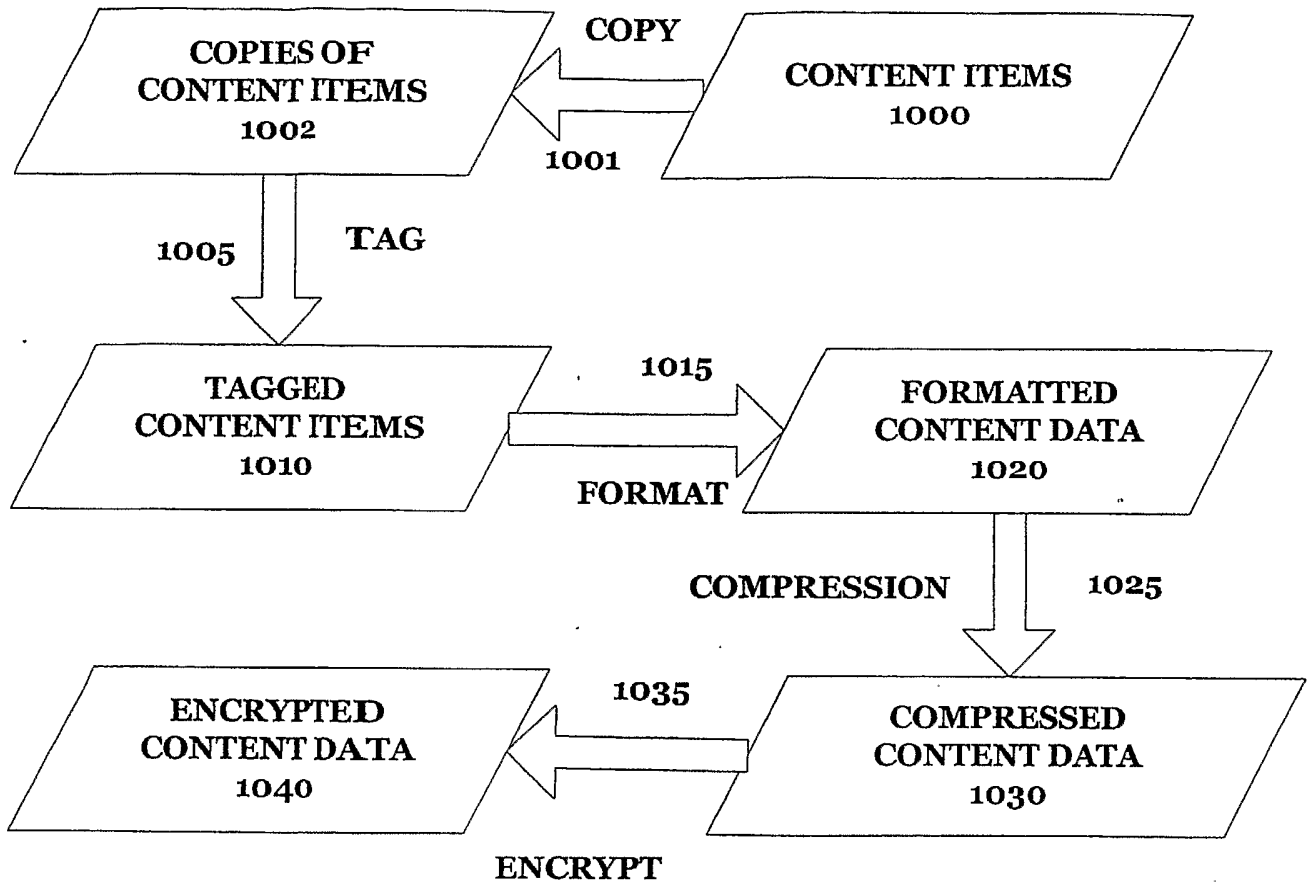 COPIES OF
CONTENT ITEMS
1002
COPY
1001
CONTENT ITEMS
1000
1005
TAG
TAGGED
CONTENT ITEMS
1010
1015
FORMAT
FORMATTED
CONTENT DATA
1020
COMPRESSION
1025
ENCRYPTED
CONTENT DATA
1040
1035
ENCRYPT
COMPRESSED
CONTENT DATA
1030